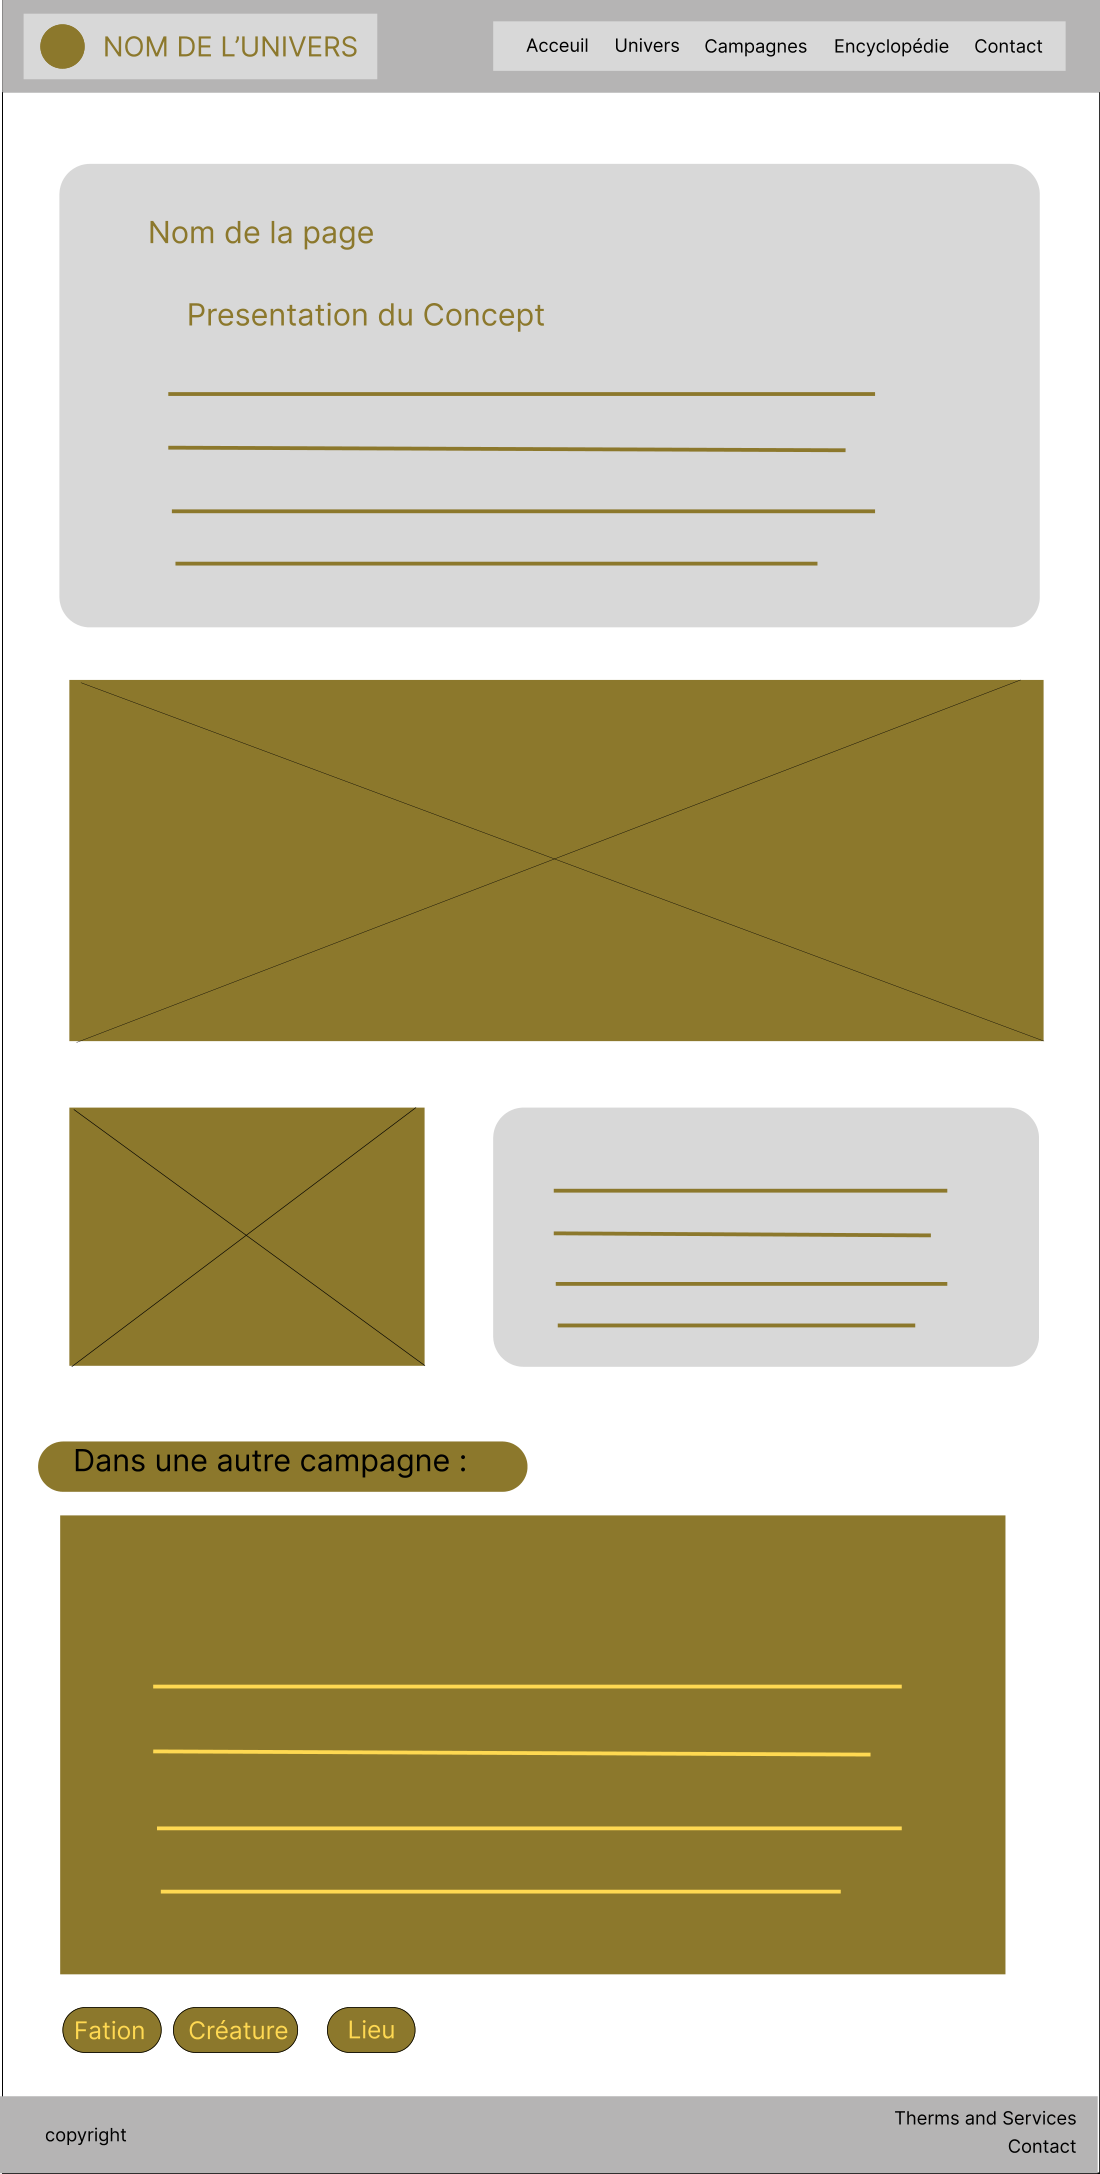 NOM DE L’UNIVERS
Acceuil Univers Campagnes Encyclopédie Contact
Nom de la page
Presentation du Concept
Dans une autre campagne :
Fation Créature Lieu
copyright
Therms and Services
Contact